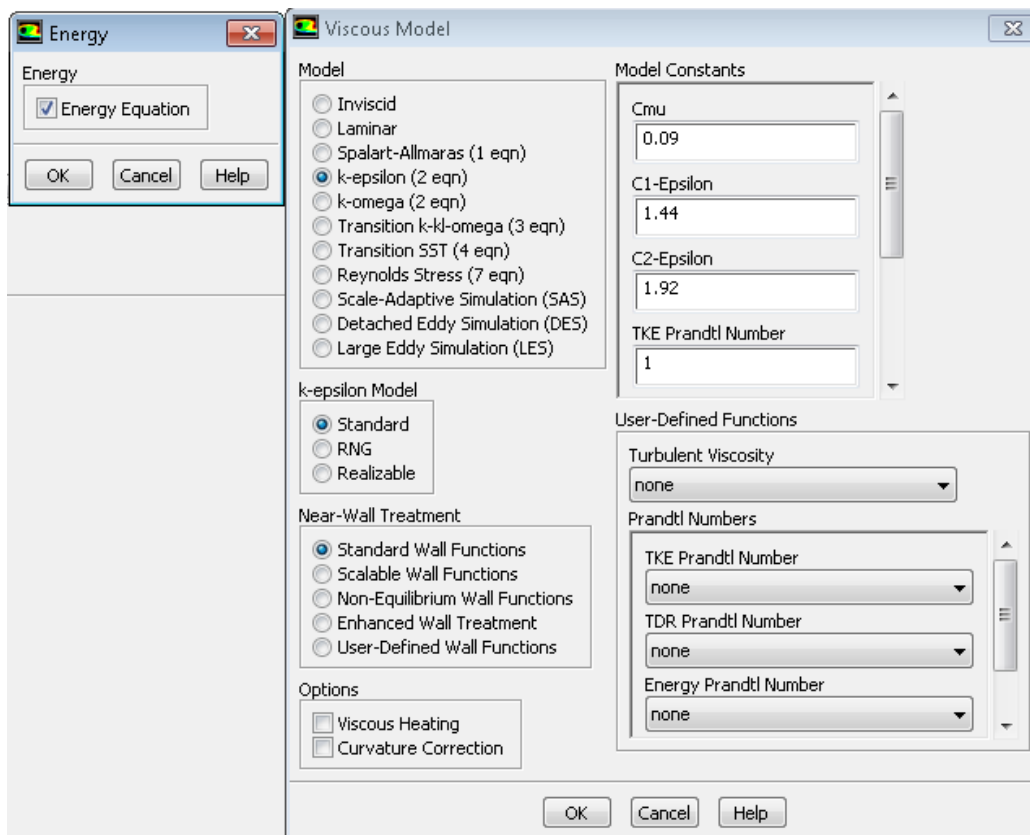 Energy
Energy
Energy Equation
OK Cancel Help
Viscous Model
Model
Inviscid
Laminar
Spalart-Allmaras (1 eqn)
k-epsilon (2 eqn)
k-omega (2 eqn)
Transition k-kl-omega (3 eqn)
Transition SST (4 eqn)
Reynolds Stress (7 eqn)
Scale-Adaptive Simulation (SAS)
Detached Eddy Simulation (DES)
Large Eddy Simulation (LES)
k-epsilon Model
Standard
RNG
Realizable
Near-Wall Treatment
Standard Wall Functions
Scalable Wall Functions
Non-Equilibrium Wall Functions
Enhanced Wall Treatment
User-Defined Wall Functions
Options
Viscous Heating
Curvature Correction
Model Constants
Cmu
0.09
C1-Epsilon
1.44
C2-Epsilon
1.92
TKE Prandtl Number
1
User-Defined Functions
Turbulent Viscosity
none
Prandtl Numbers
TKE Prandtl Number
none
TDR Prandtl Number
none
Energy Prandtl Number
none
OK Cancel Help